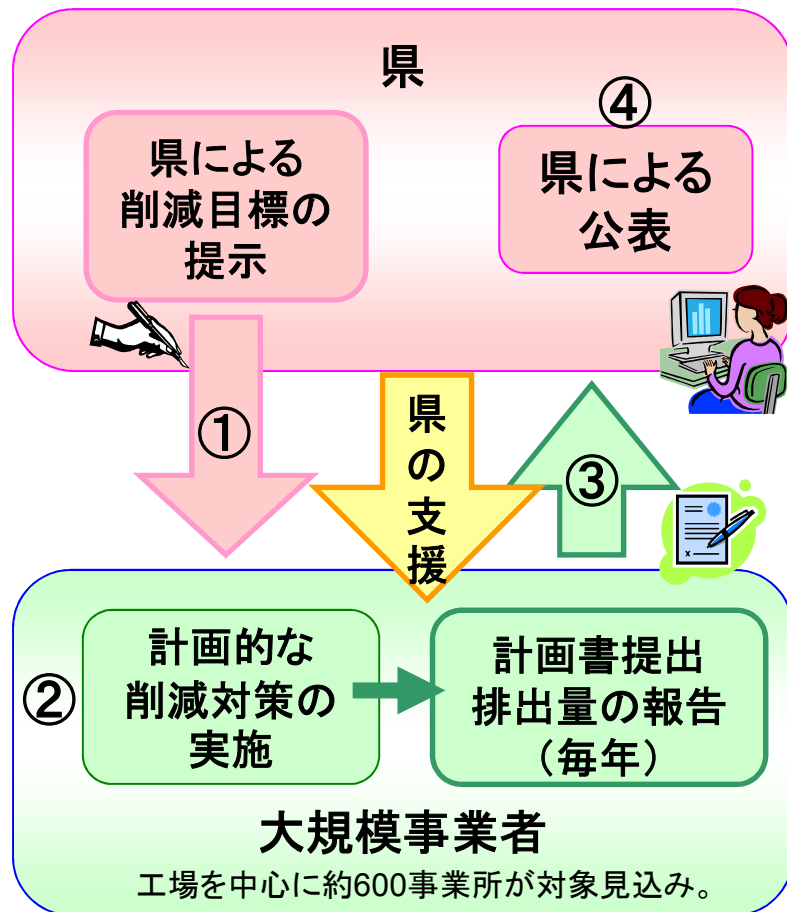 県
県による
削減目標の
提示
④
県による
公表
①
県の支援
③
②
計画的な
削減対策の
実施
計画書提出
排出量の報告
（毎年）
大規模事業者
工場を中心に約600事業所が対象見込み。